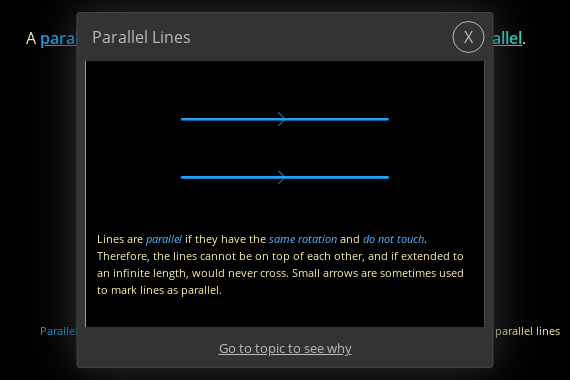 Parallel Lines X
A paral allel.
Lines are parallel if they have the same rotation and do not touch.
Therefore, the lines cannot be on top of each other, and if extended to
an infinite length, would never cross. Small arrows are sometimes used
to mark lines as parallel.
Parallel parallel lines
Go to topic to see why